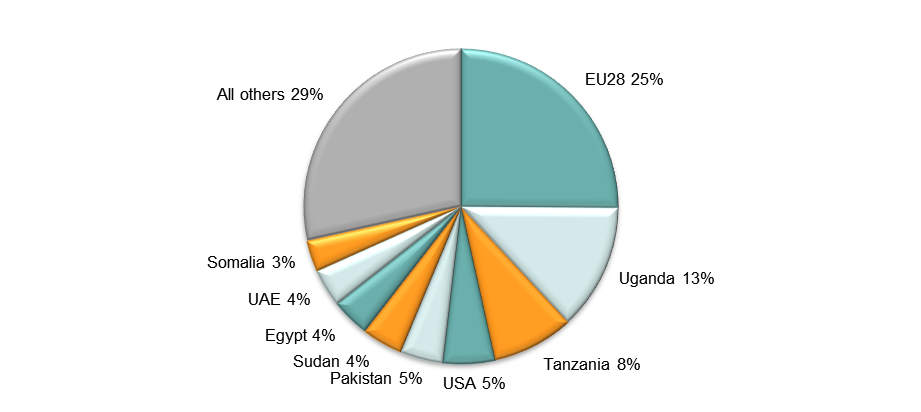 EU28 25%
All others 29%
Somalia 3%
Uganda 13%
UAE 4%
Egypt 4%
Sudan 4%
Tanzania 8%
Pakistan 5%
USA 5%